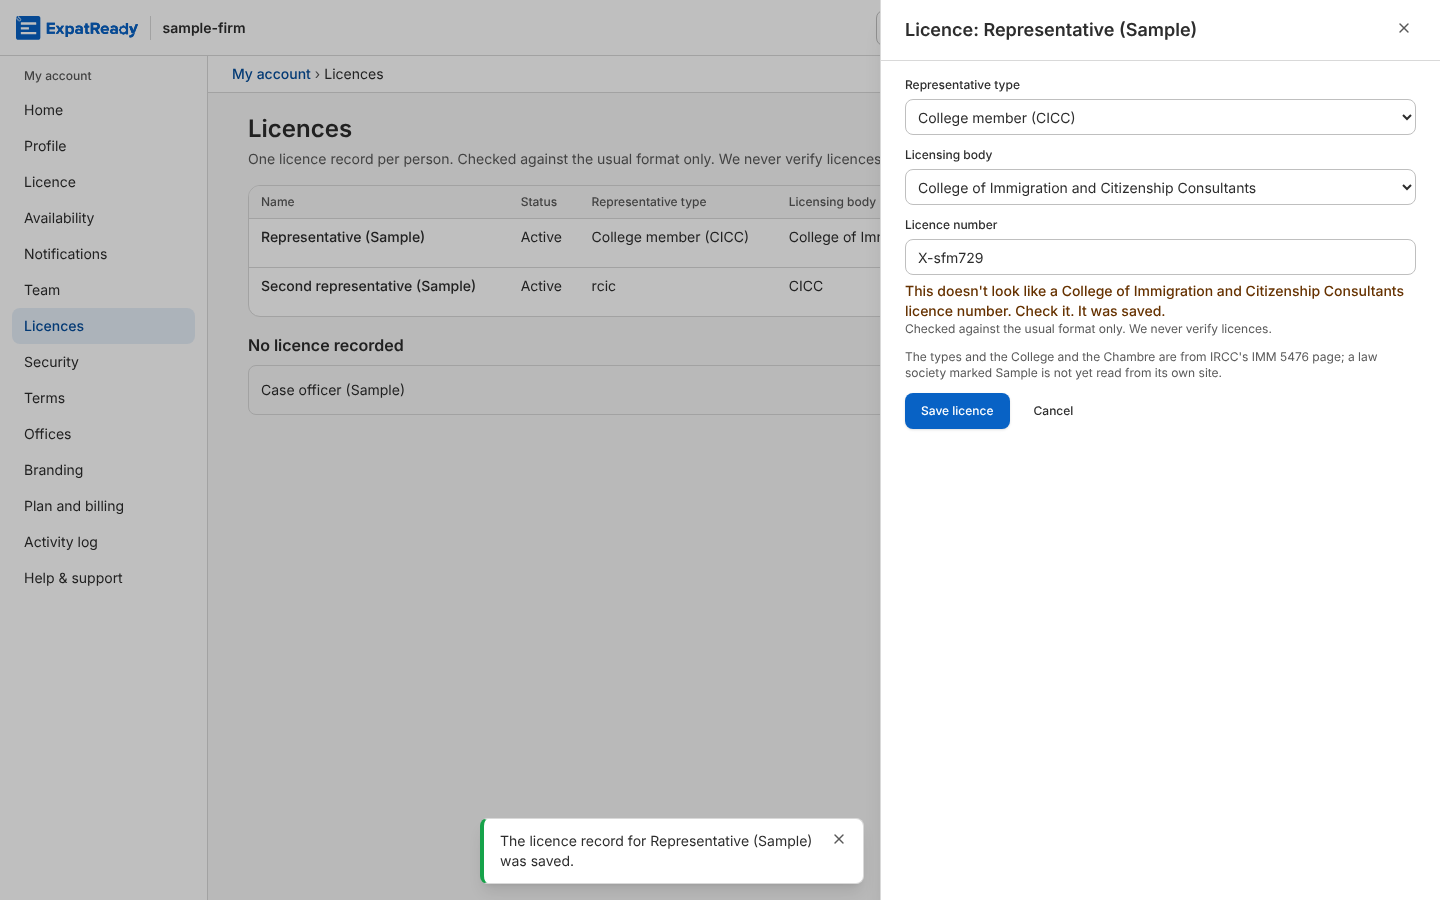 ExpatReady
sample-firm
My account
Home
Profile
Licence
Availability
Notifications
Team
Licences
Security
Terms
Offices
Branding
Plan and billing
Activity log
Help & support
My account › Licences
Licences
One licence record per person. Checked against the usual format only. We never verify licences
Name Status Representative type Licensing body
Representative (Sample) Active College member (CICC) College of
Second representative (Sample) Active rcic CICC
No licence recorded
Case officer (Sample)
Licence: Representative (Sample)
Representative type
College member (CICC)
Licensing body
College of Immigration and Citizenship Consultants
Licence number
X-sfm729
This doesn't look like a College of Immigration and Citizenship Consultants
licence number. Check it. It was saved.
Checked against the usual format only. We never verify licences.
The types and the College and the Chambre are from IRCC's IMM 5476 page; a law
society marked Sample is not yet read from its own site.
Save licence Cancel
The licence record for Representative (Sample)
was saved.